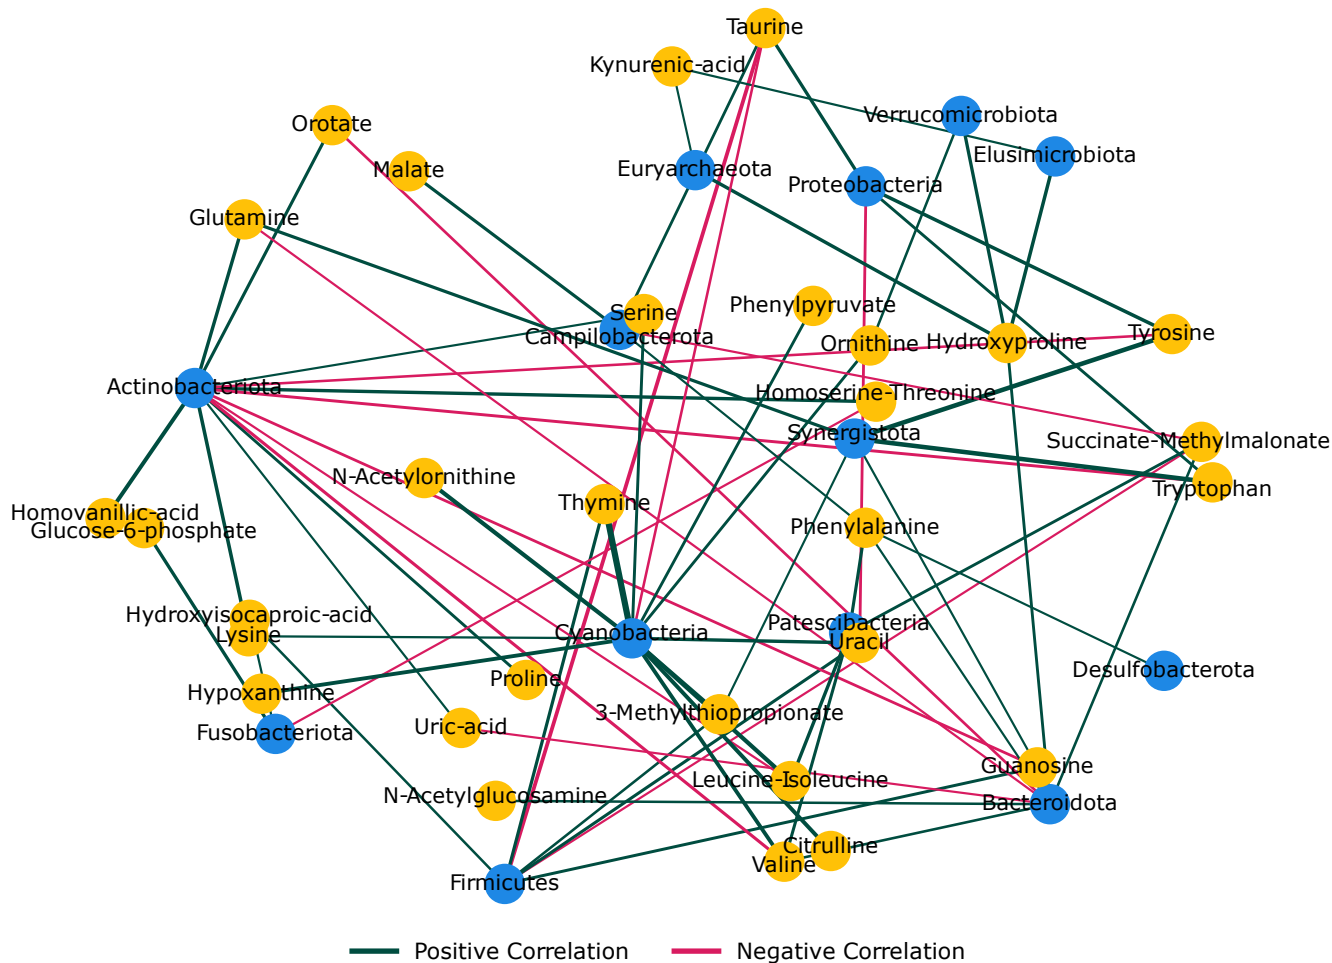 Taurine
Kynurenic-acid
Verrucomicrobiota
Orotate
Elusimicrobiota
Malate
Euryarchaeota
Proteobacteria
Glutamine
Phenylpyruvate
Serine
Campilobacterota
Tyrosine
Ornithine
Hydroxyproline
Actinobacteriota
Homoserine-Threonine
Synergistota
Succinate-Methylmalonate
N-Acetylornithine
Tryptophan
Thymine
Homovanillic-acid
Phenylalanine
Glucose-6-phosphate
Hydroxyisocaproic-acid
Patescibacteria
Lysine
Cyanobacteria
Uracil
Desulfobacterota
Proline
Hypoxanthine
3-Methylthiopropionate
Uric-acid
Fusobacteriota
Guanosine
Leucine-Isoleucine
N-Acetylglucosamine
Bacteroidota
Citrulline
Valine
Firmicutes
Positive Correlation
Negative Correlation